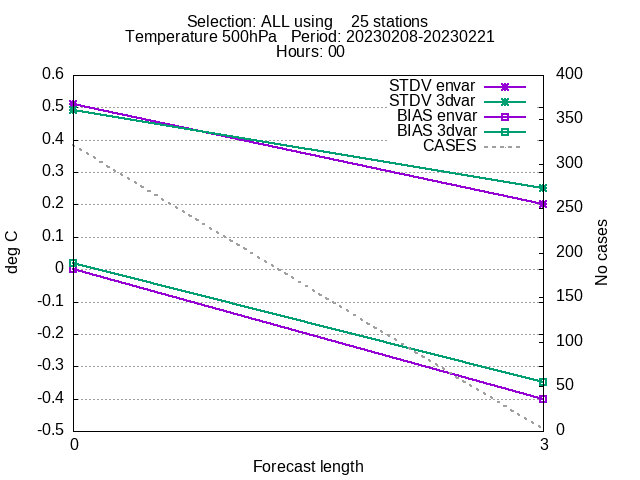 Selection: ALL using    25 stations
Temperature 500hPa   Period: 20230208-20230221
Hours: 00
0.6
0.5
0.4
0.3
0.2
0.1
0
-0.1
-0.2
-0.3
-0.4
-0.5
deg C
STDV envar
STDV 3dvar
BIAS envar
BIAS 3dvar
CASES
400
350
300
250
200
150
100
50
0
No cases
0
3
Forecast length